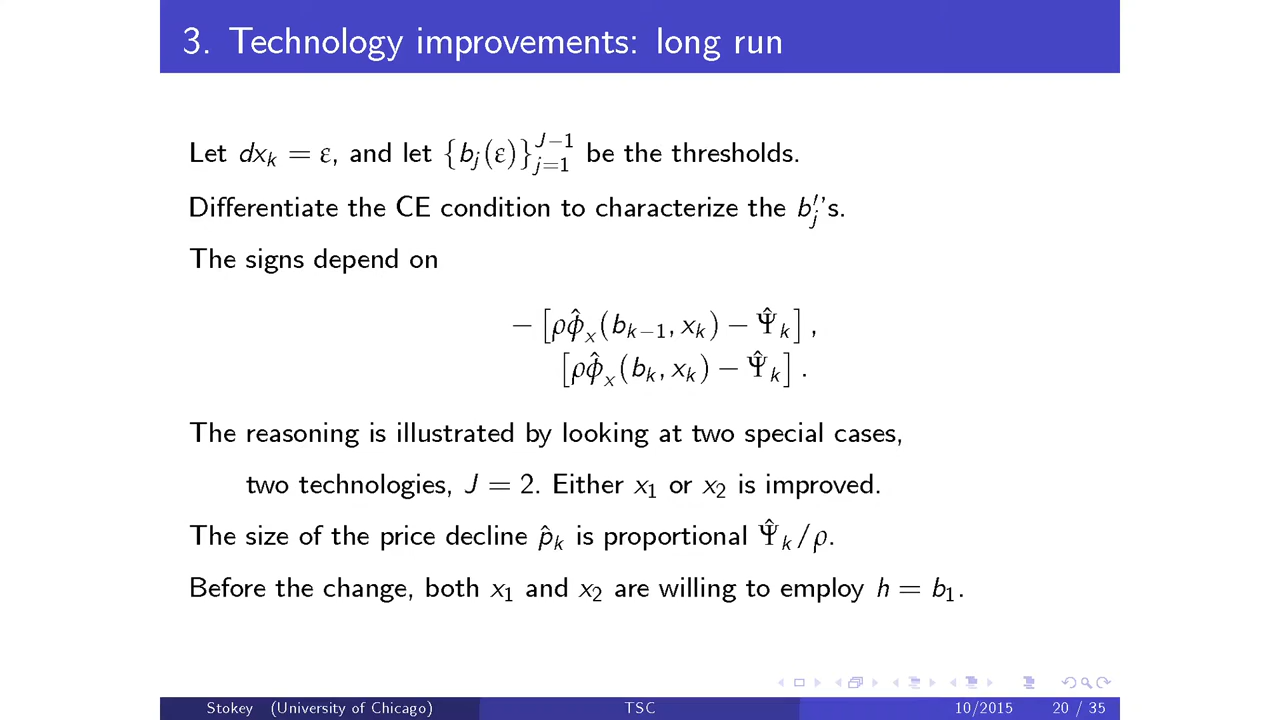 3. Technology improvements: long run
Let dx_k = ε, and let {b_j(ε)}_{j=1}^{J−1} be the thresholds.
Differentiate the CE condition to characterize the b′_j's.
The signs depend on
− [ρϕ̂_x(b_{k−1}, x_k) − Ψ̂_k] ,
[ρϕ̂_x(b_k, x_k) − Ψ̂_k] .
The reasoning is illustrated by looking at two special cases,
two technologies, J = 2. Either x_1 or x_2 is improved.
The size of the price decline p̂_k is proportional Ψ̂_k/ρ.
Before the change, both x_1 and x_2 are willing to employ h = b_1.
Stokey (University of Chicago) TSC 10/2015 20 / 35